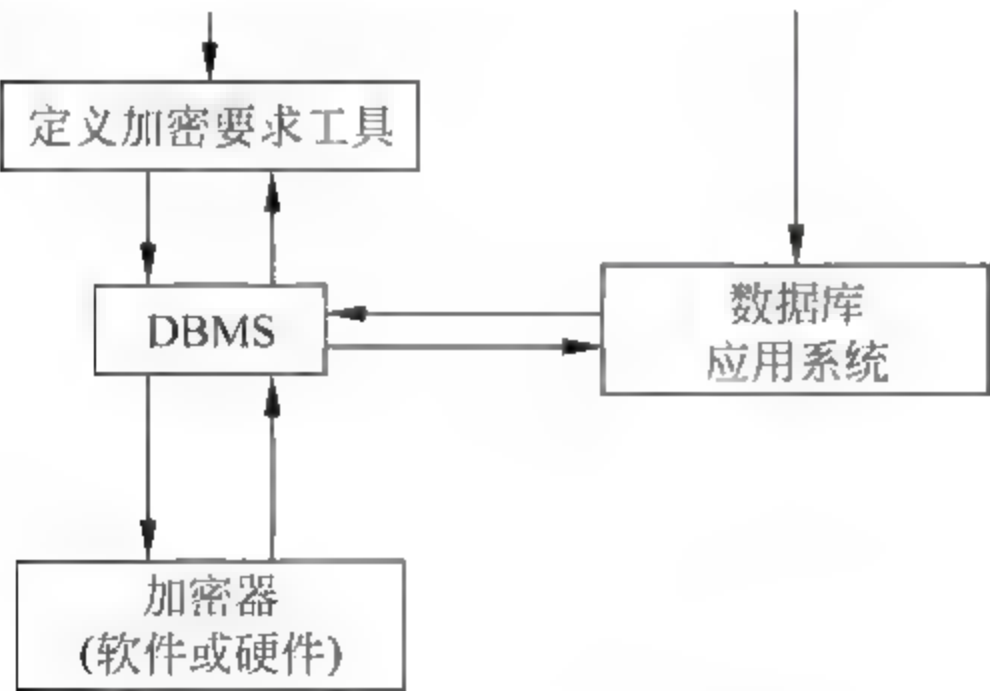 定义加密要求工具
DBMS
数据库
应用系统
加密器
(软件或硬件)